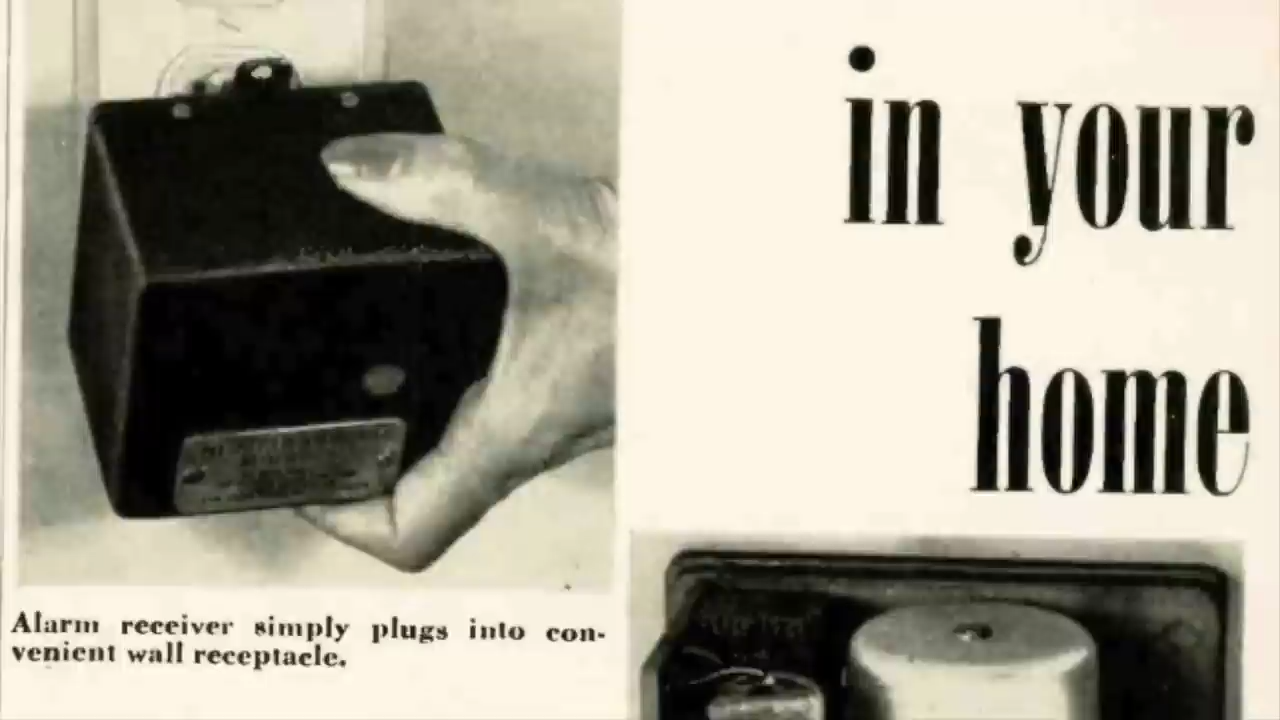 in your
home
Alarm receiver simply plugs into con-
venient wall receptacle.